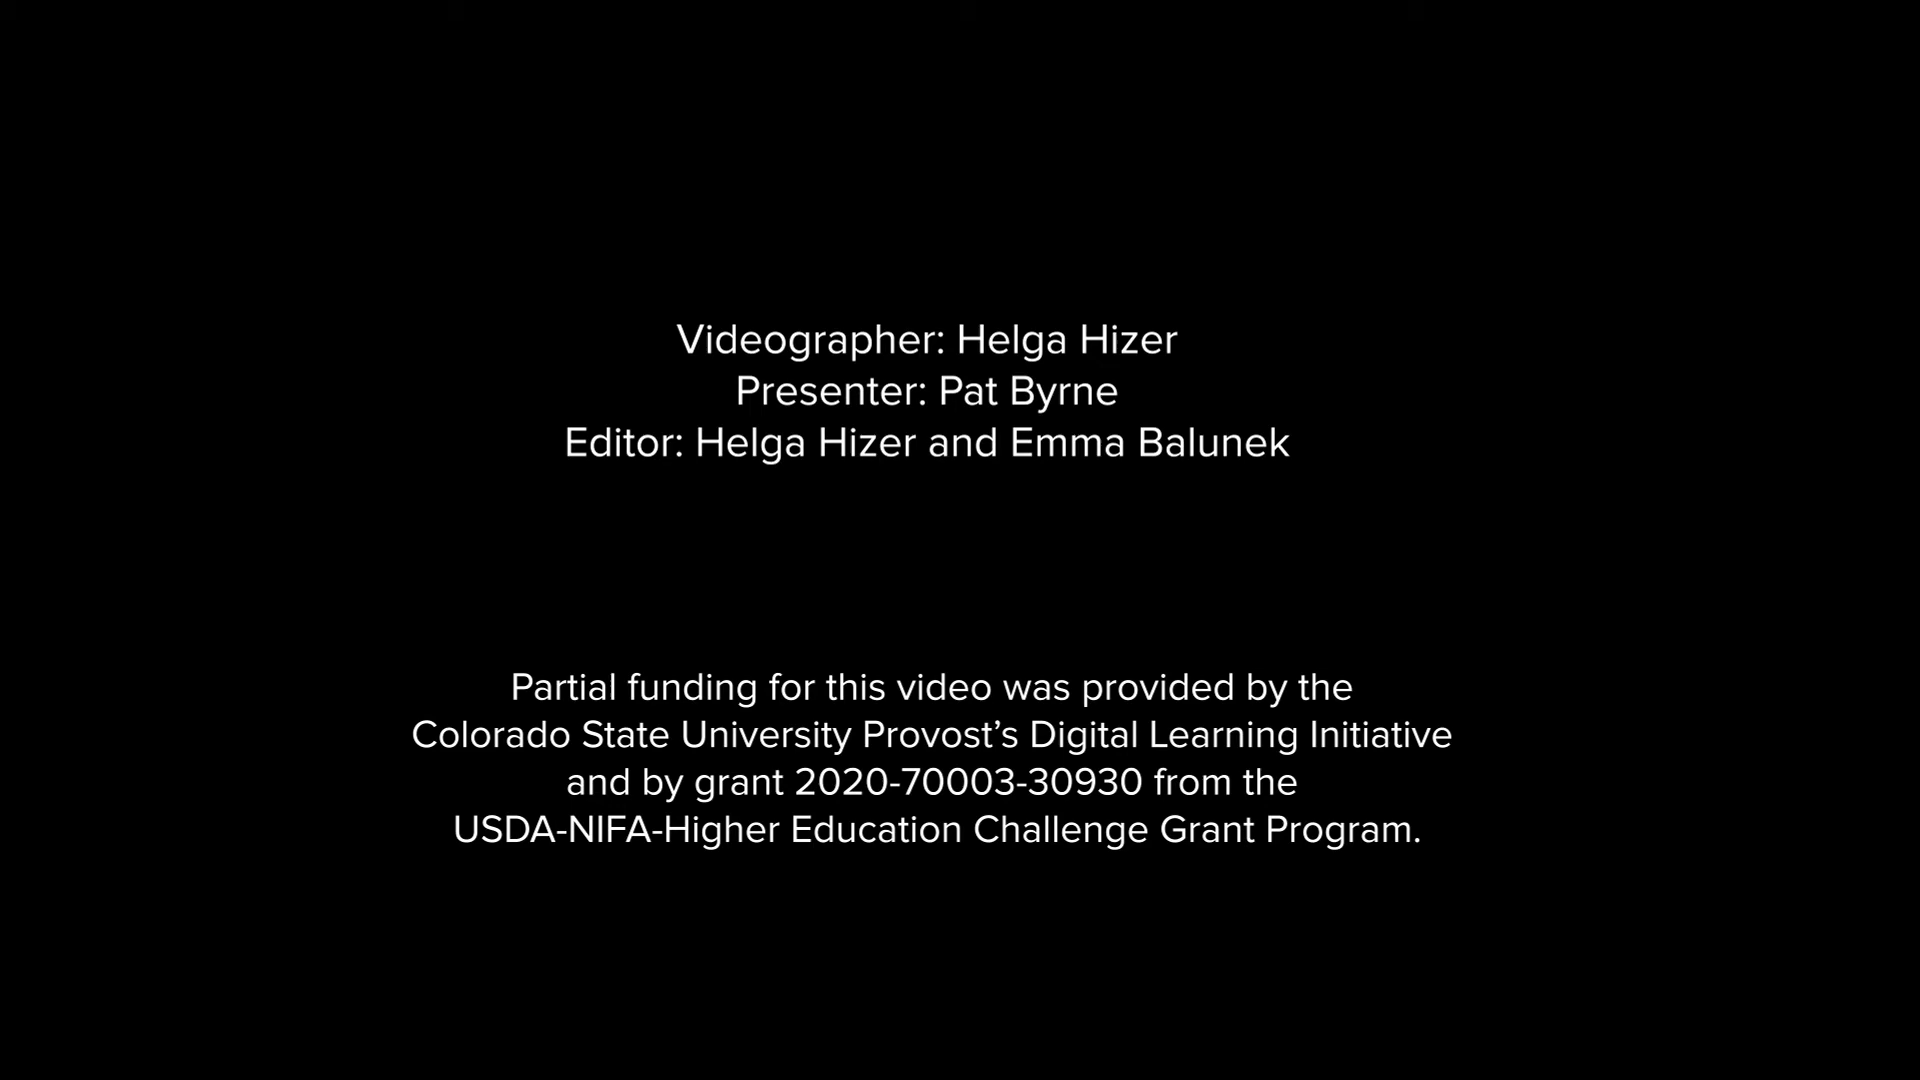 Videographer: Helga Hizer
Presenter: Pat Byrne
Editor: Helga Hizer and Emma Balunek
Partial funding for this video was provided by the
Colorado State University Provost’s Digital Learning Initiative
and by grant 2020-70003-30930 from the
USDA-NIFA-Higher Education Challenge Grant Program.